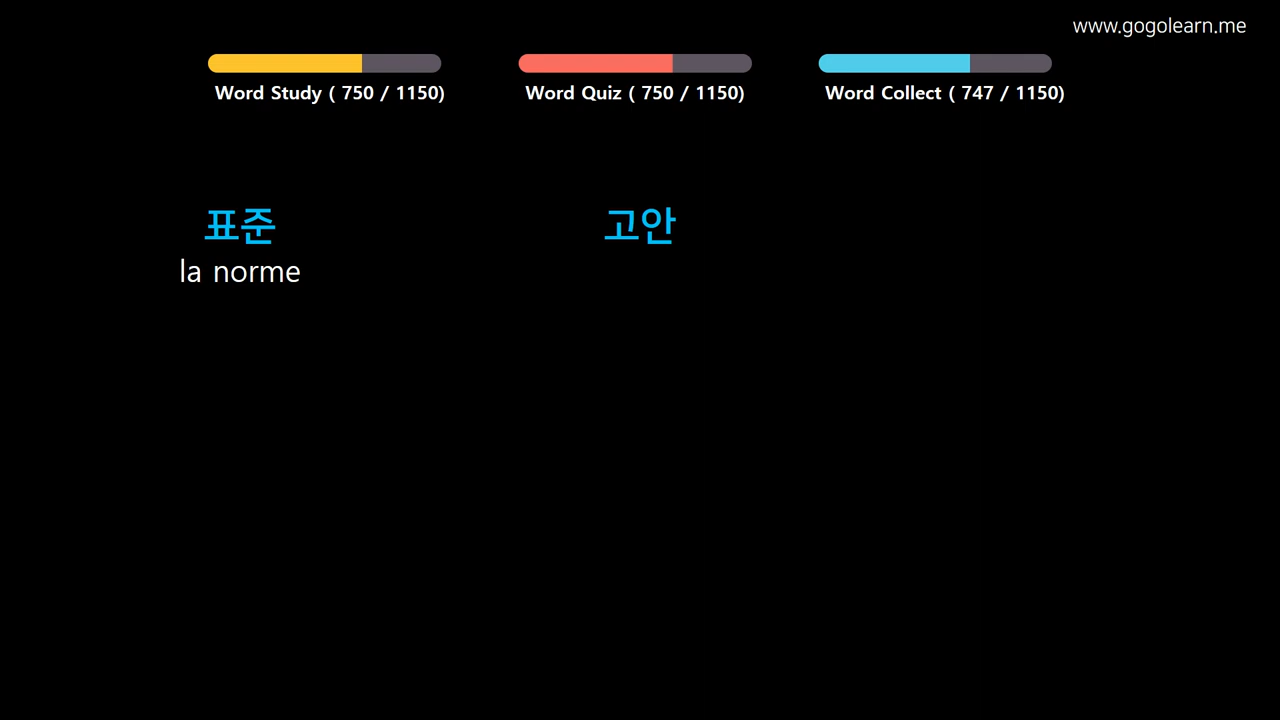 www.gogolearn.me
Word Study ( 750 / 1150)
Word Quiz ( 750 / 1150)
Word Collect ( 747 / 1150)
표준
고안
la norme